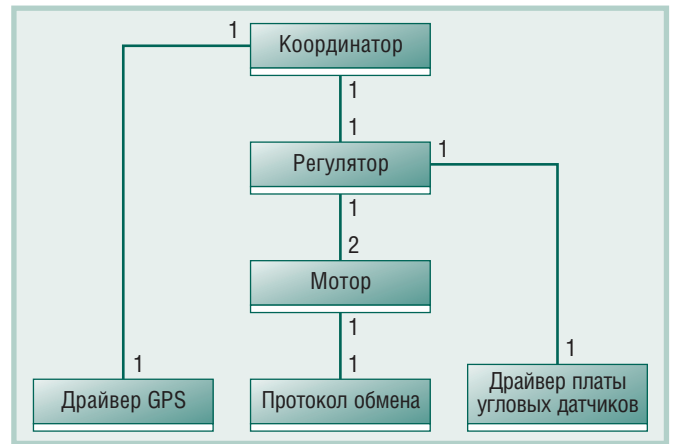 1
Координатор
1
1
1
Регулятор
1
2
Мотор
1
1
1
1
Драйвер GPS
Протокол обмена
Драйвер платы
угловых датчиков